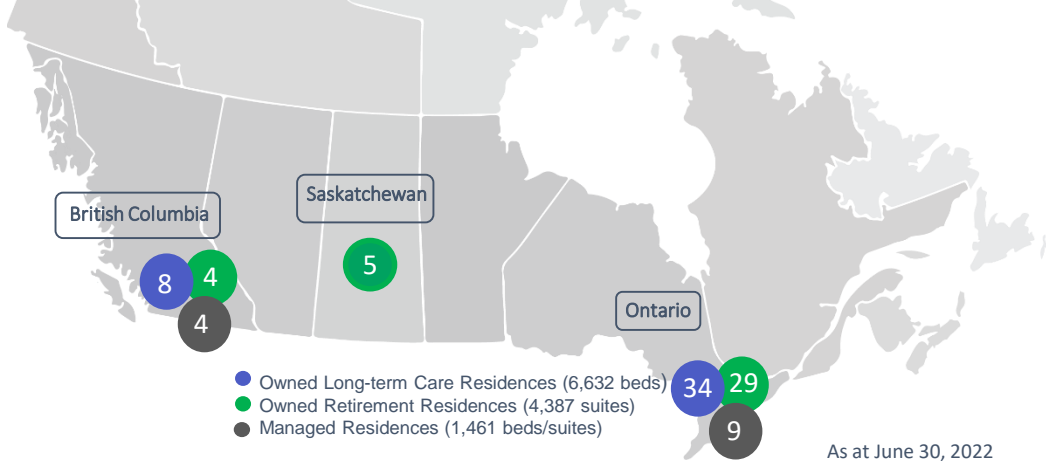 Saskatchewan
British Columbia
5
8
4
4
Ontario
Owned Long-term Care Residences (6,632 beds)
Owned Retirement Residences (4,387 suites)
Managed Residences (1,461 beds/suites)
34
29
9
As at June 30, 2022